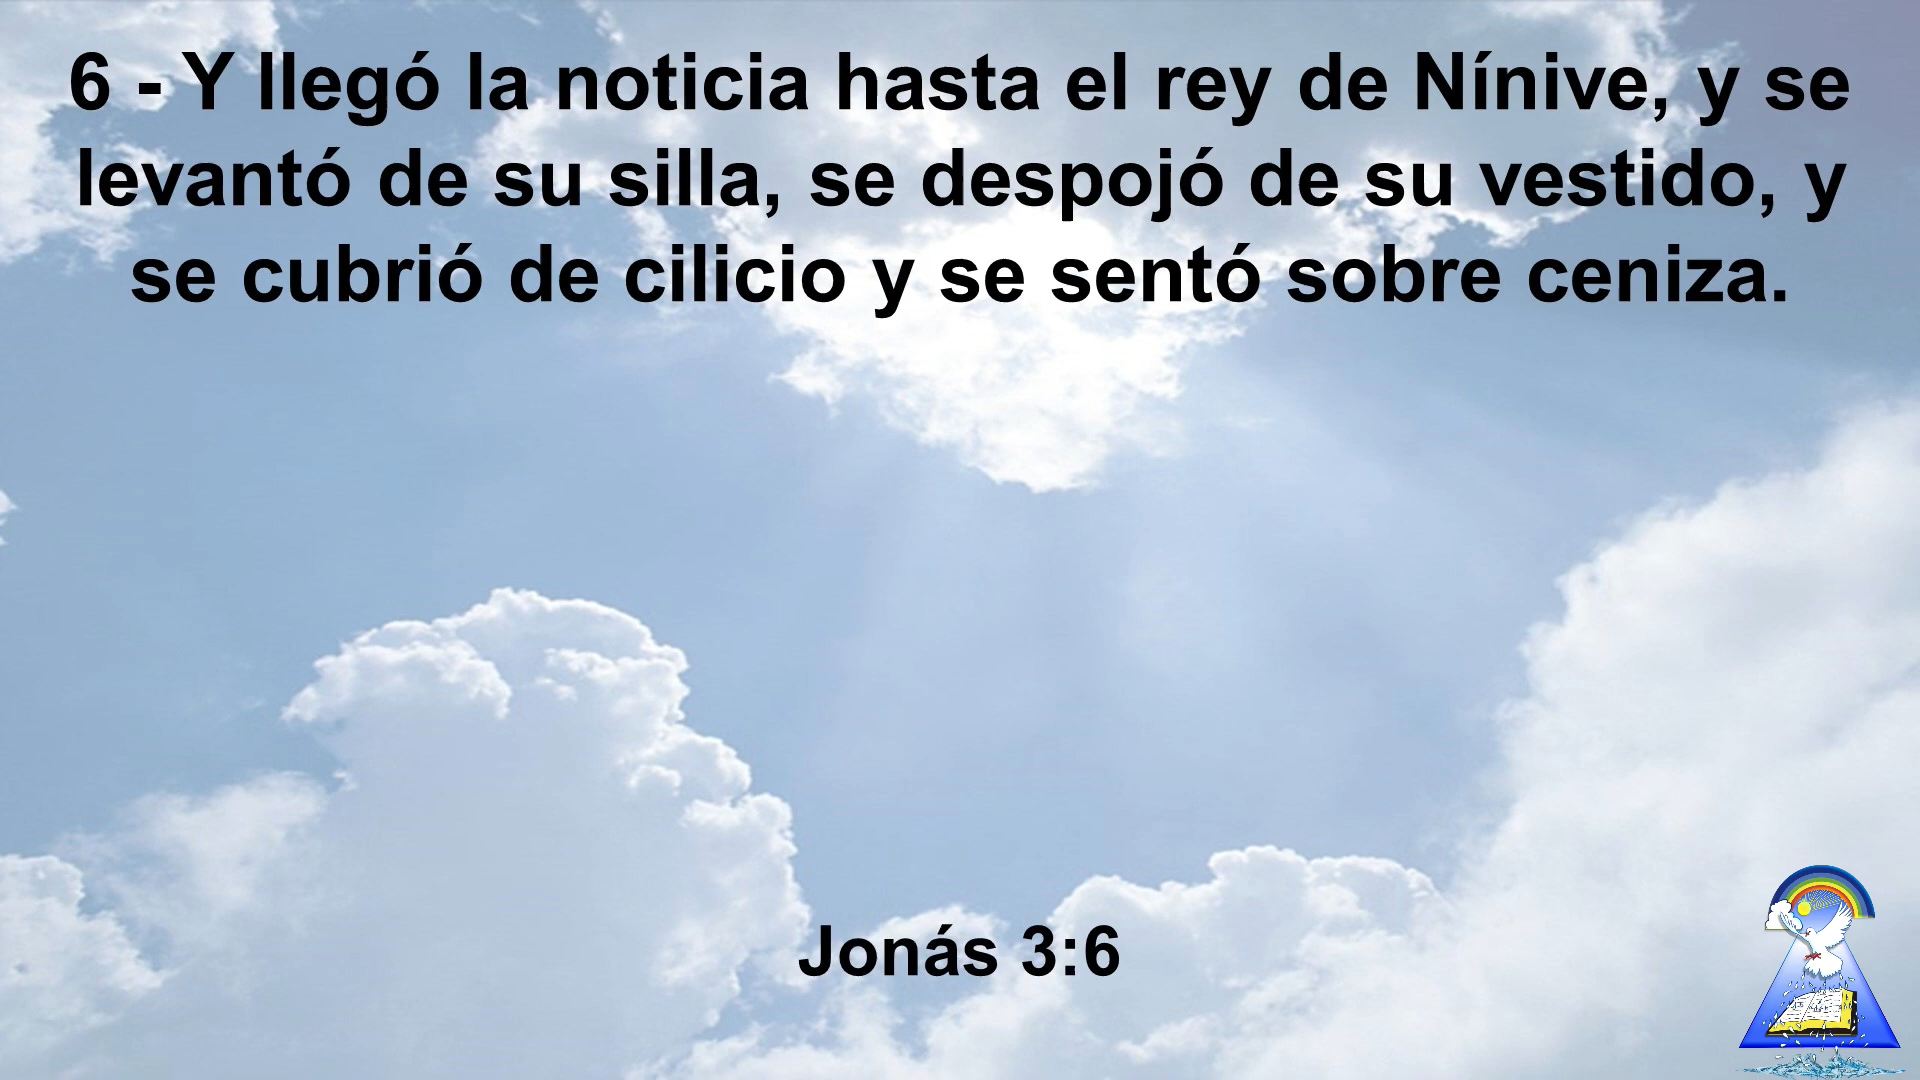 6 - Y llegó la noticia hasta el rey de Nínive, y se
levantó de su silla, se despojó de su vestido, y
se cubrió de cilicio y se sentó sobre ceniza.
Jonás 3:6